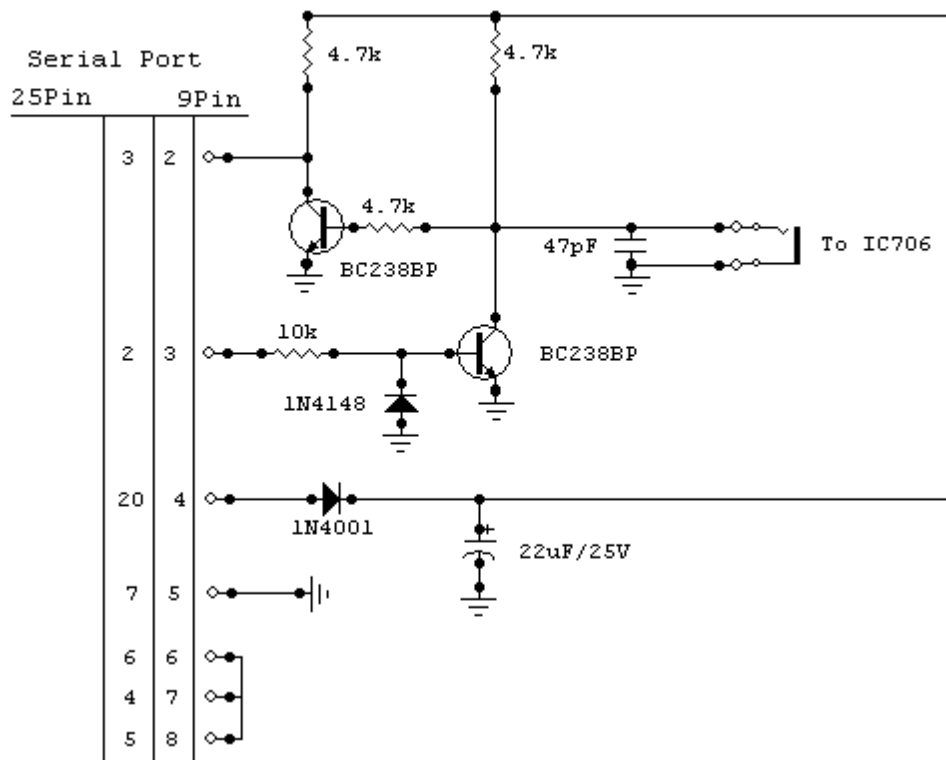 4.7k 4.7k
Serial Port
25Pin 9Pin
3 2
4.7k
47pF To IC706
BC238BP
10k
2 3 BC238BP
1N4148
20 4
1N4001 + 22uF/25V
7 5
6 6
4 7
5 8